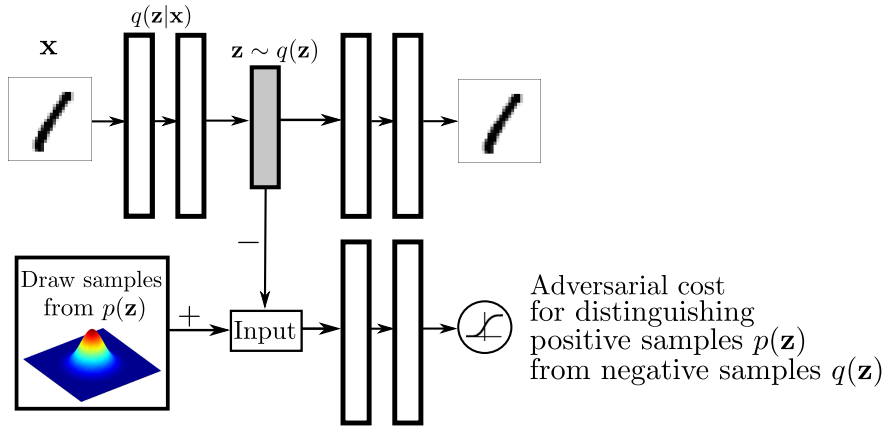 q(z|x)
x
z ∼ q(z)
−
Draw samples
from p(z)
+
Input
Adversarial cost
for distinguishing
positive samples p(z)
from negative samples q(z)